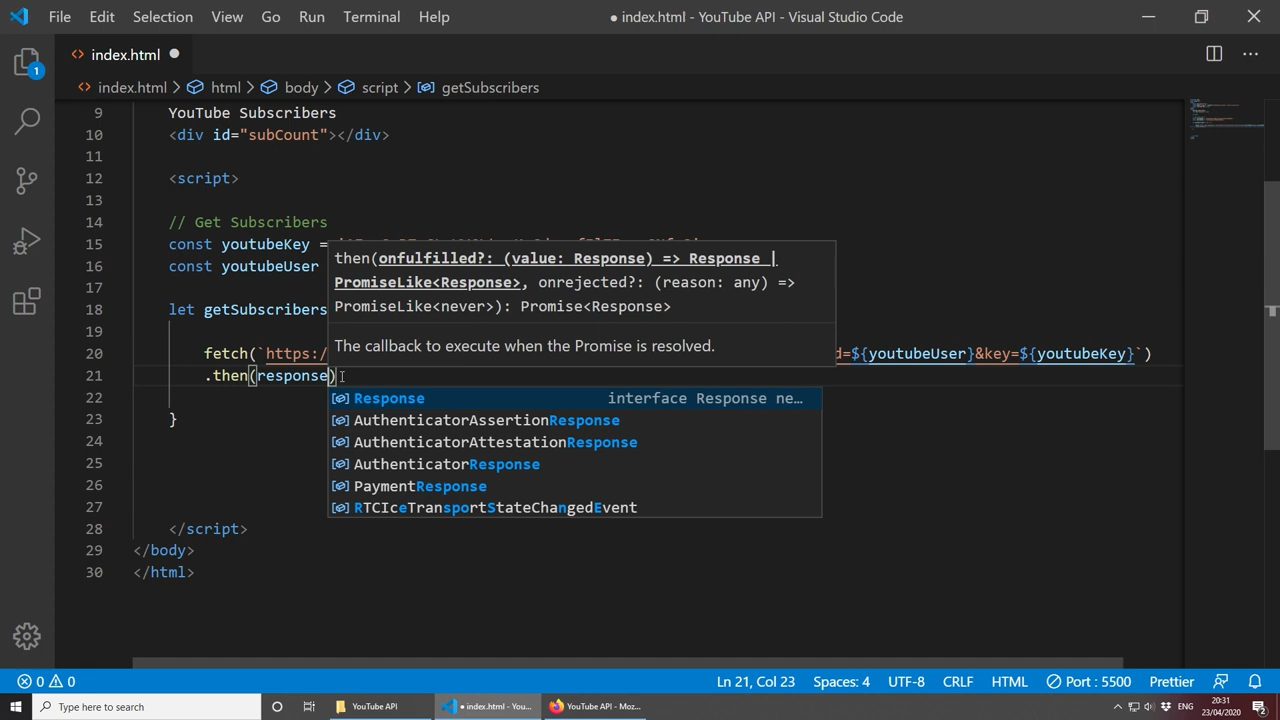 File Edit Selection View Go Run Terminal Help ● index.html - YouTube API - Visual Studio Code
index.html
index.html > html > body > script > getSubscribers
1
9 YouTube Subscribers
10 <div id="subCount"></div>
11
12 <script>
13
14 // Get Subscribers
15 const youtubeKey =
16 const youtubeUser
17
18 let getSubscribers
19
20 fetch(`https:/ d=${youtubeUser}&key=${youtubeKey}`)
21 .then(response)
22
23 }
24
25
26
27
28 </script>
29 </body>
30 </html>
then(onfulfilled?: (value: Response) => Response |
PromiseLike<Response>, onrejected?: (reason: any) =>
PromiseLike<never>): Promise<Response>
The callback to execute when the Promise is resolved.
Response interface Response ne…
AuthenticatorAssertionResponse
AuthenticatorAttestationResponse
AuthenticatorResponse
PaymentResponse
RTCIceTransportStateChangedEvent
0 0 Ln 21, Col 23 Spaces: 4 UTF-8 CRLF HTML Port : 5500 Prettier
Type here to search YouTube API ● index.html - You... YouTube API - Moz... ENG 20:31
23/04/2020 2